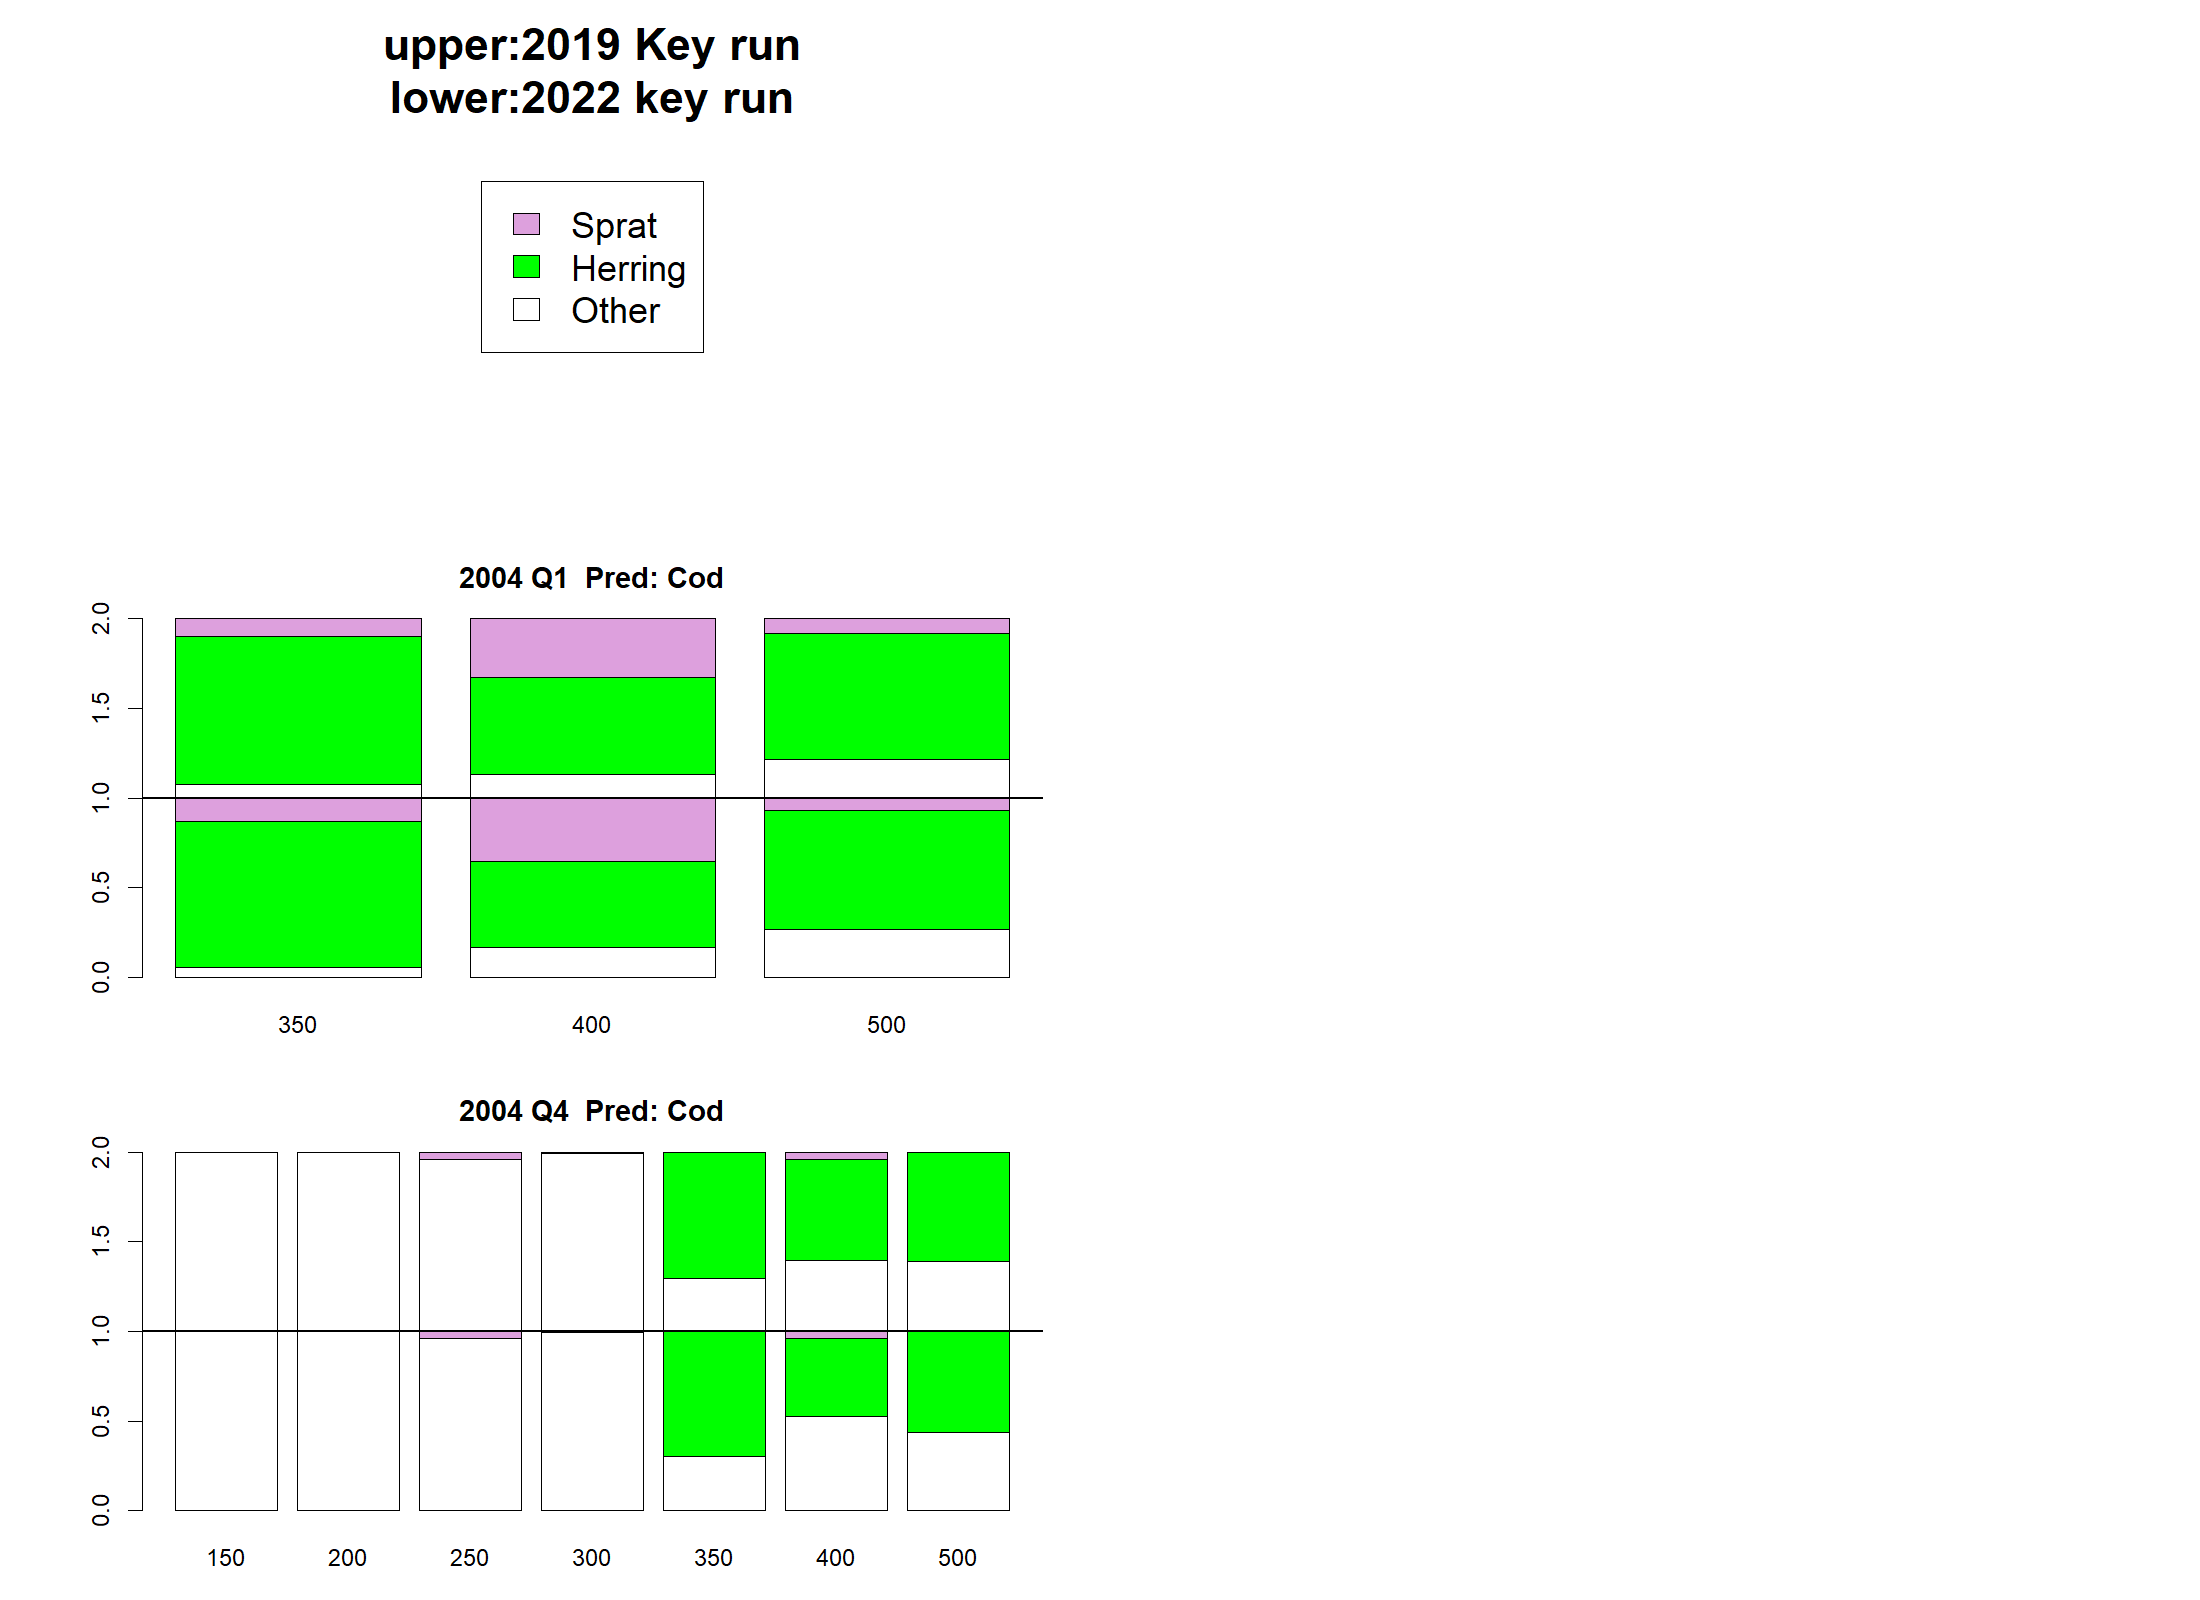 upper:2019 Key run
lower:2022 key run
Sprat
Herring
Other
2004 Q1  Pred: Cod
2.0
1.5
1.0
0.5
0.0
350 400 500
2004 Q4  Pred: Cod
2.0
1.5
1.0
0.5
0.0
150 200 250 300 350 400 500